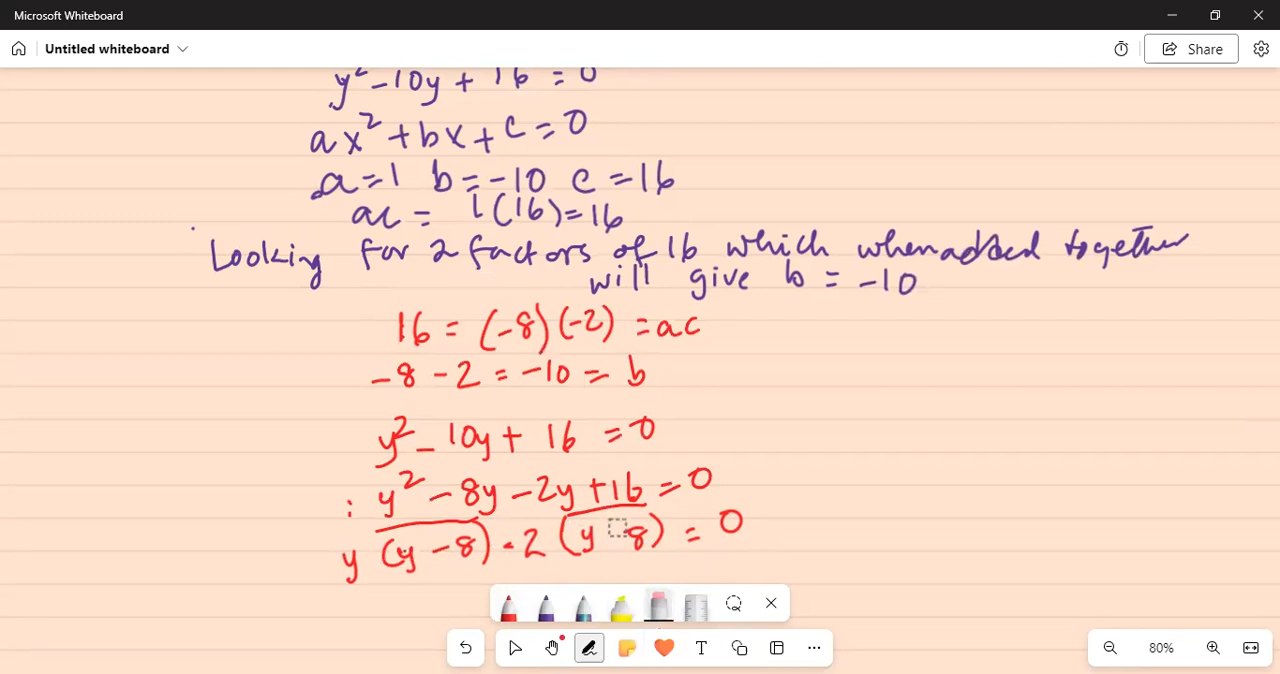 Microsoft Whiteboard
Untitled whiteboard
Share
y² - 10y + 16 = 0
ax² + bx + c = 0
a = 1 b = -10 c = 16
ac = 1(16) = 16
Looking for 2 factors of 16 which when added together
will give b = -10
16 = (-8)(-2) = ac
-8 - 2 = -10 = b
y² - 10y + 16 = 0
: y² - 8y - 2y + 16 = 0
y (y - 8) - 2 (y 8) = 0
80%